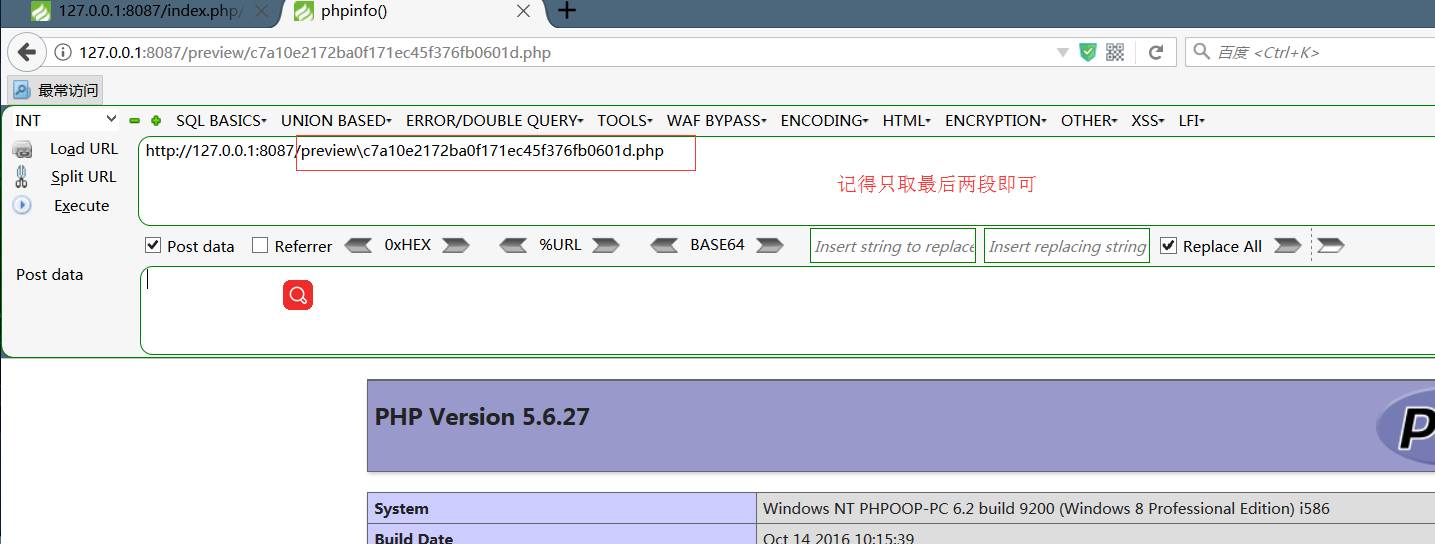 127.0.0.1:8087/index.php/
phpinfo()
127.0.0.1:8087/preview/c7a10e2172ba0f171ec45f376fb0601d.php
百度 <Ctrl+K>
最常访问
INT SQL BASICS UNION BASED ERROR/DOUBLE QUERY TOOLS WAF BYPASS ENCODING HTML ENCRYPTION OTHER XSS LFI
Load URL
http://127.0.0.1:8087/preview\c7a10e2172ba0f171ec45f376fb0601d.php
Split URL
记得只取最后两段即可
Execute
Post data Referrer 0xHEX %URL BASE64 Insert string to replace Insert replacing string Replace All
Post data
PHP Version 5.6.27
P
System Windows NT PHPOOP-PC 6.2 build 9200 (Windows 8 Professional Edition) i586
Build Date Oct 14 2016 10:15:39